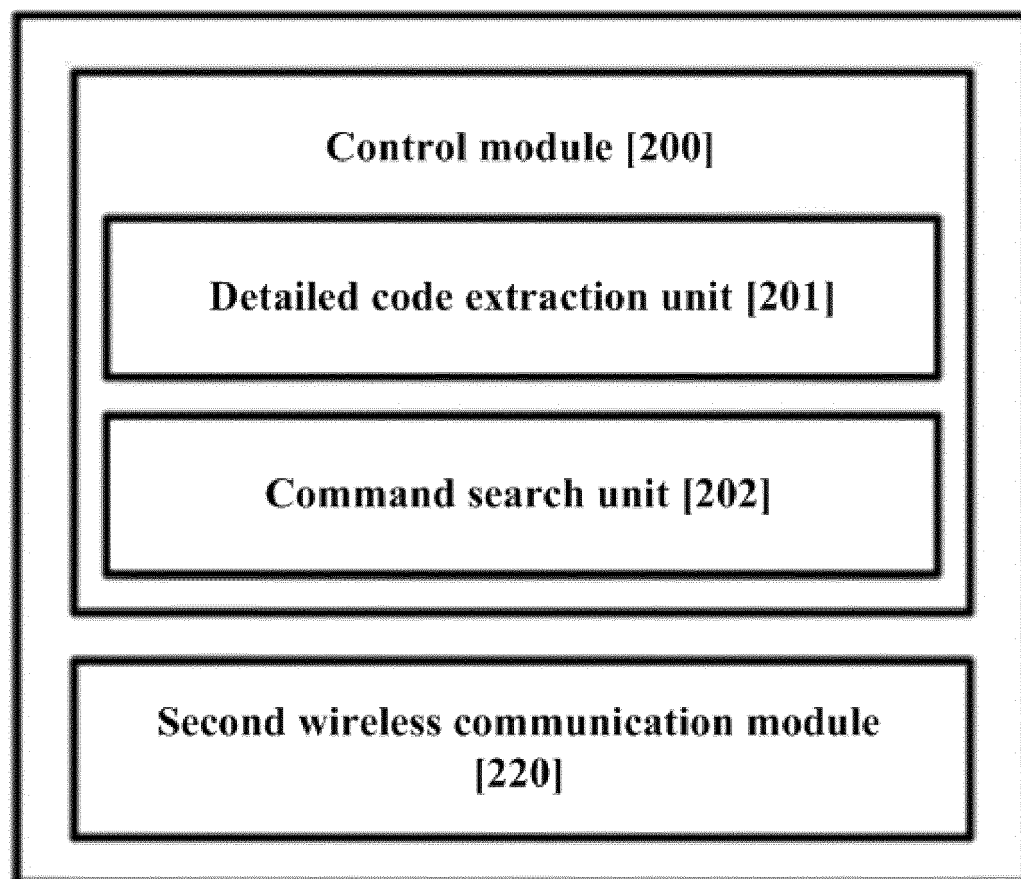 Control module [200]
Detailed code extraction unit [201]
Command search unit [202]
Second wireless communication module
[220]